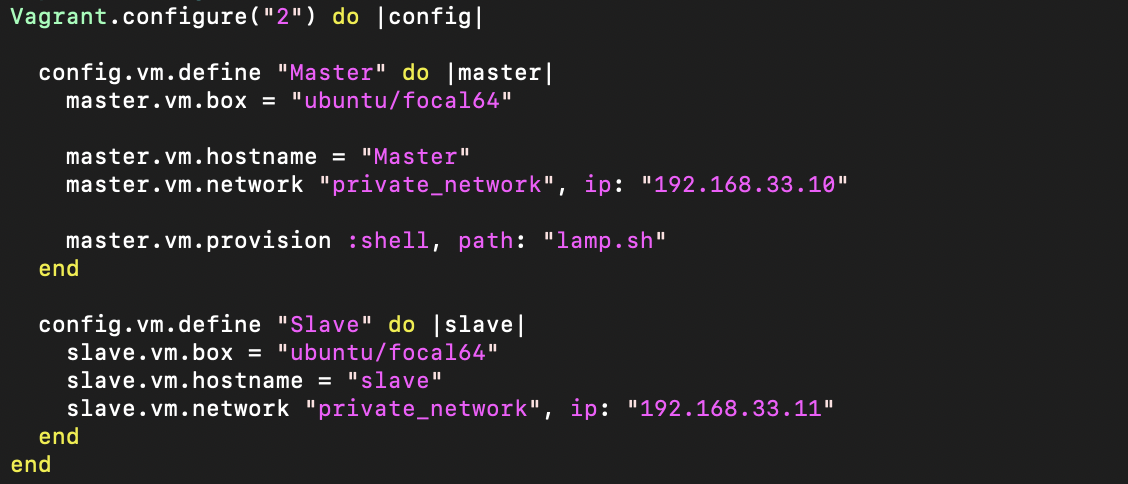 Vagrant.configure("2") do |config|
config.vm.define "Master" do |master|
master.vm.box = "ubuntu/focal64"
master.vm.hostname = "Master"
master.vm.network "private_network", ip: "192.168.33.10"
master.vm.provision :shell, path: "lamp.sh"
end
config.vm.define "Slave" do |slave|
slave.vm.box = "ubuntu/focal64"
slave.vm.hostname = "slave"
slave.vm.network "private_network", ip: "192.168.33.11"
end
end